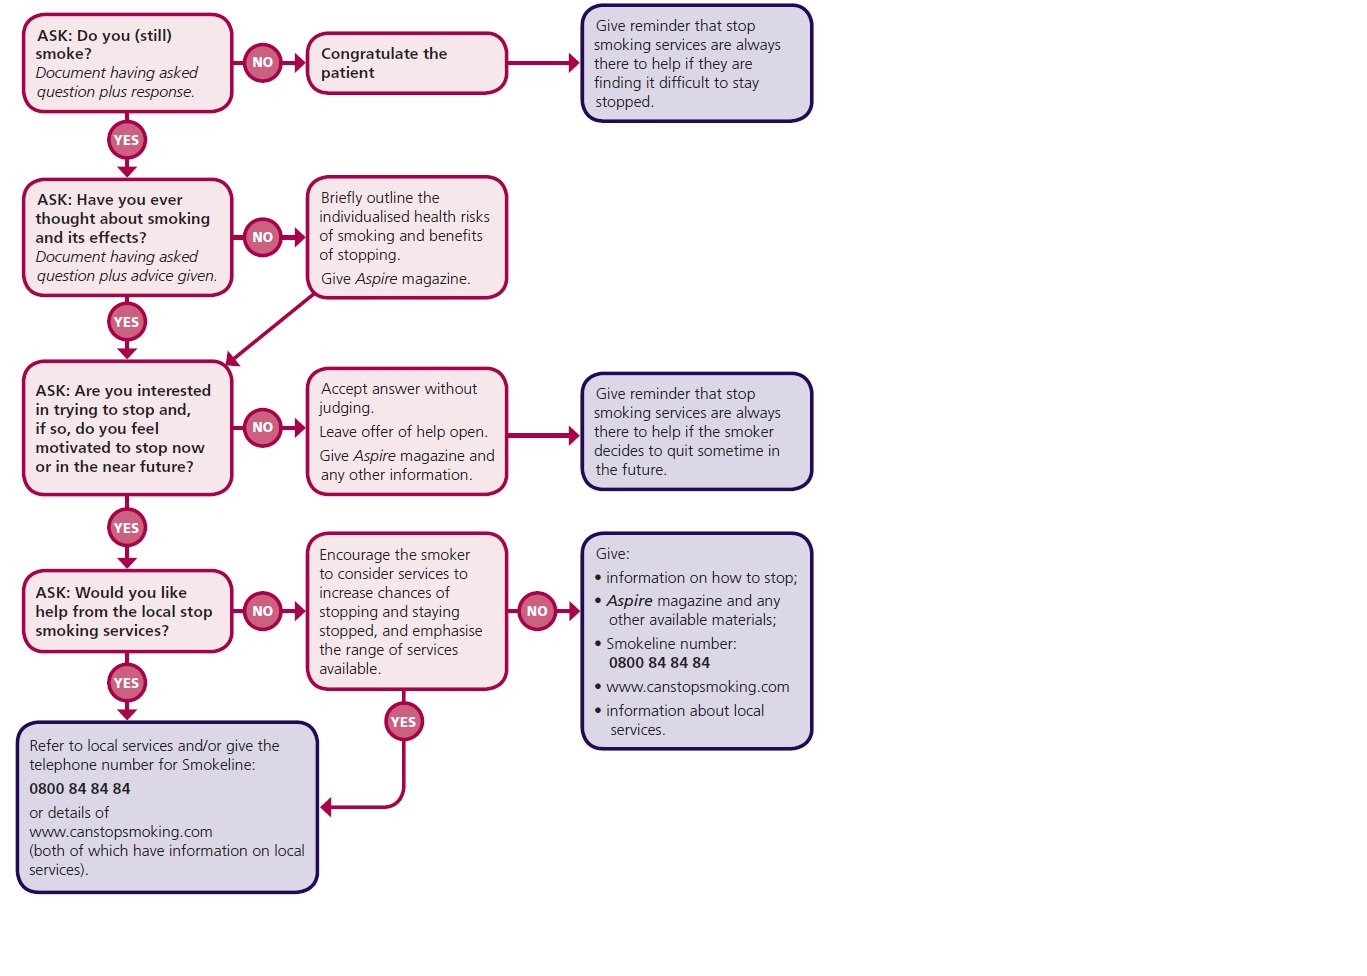 ASK: Do you (still)
smoke?
Document having asked
question plus response.
NO
Congratulate the
patient
Give reminder that stop
smoking services are always
there to help if they are
finding it difficult to stay
stopped.
YES
ASK: Have you ever
thought about smoking
and its effects?
Document having asked
question plus advice given.
NO
Briefly outline the
individualised health risks
of smoking and benefits
of stopping.
Give Aspire magazine.
YES
ASK: Are you interested
in trying to stop and,
if so, do you feel
motivated to stop now
or in the near future?
NO
Accept answer without
judging.
Leave offer of help open.
Give Aspire magazine and
any other information.
Give reminder that stop
smoking services are always
there to help if the smoker
decides to quit sometime in
the future.
YES
ASK: Would you like
help from the local stop
smoking services?
NO
Encourage the smoker
to consider services to
increase chances of
stopping and staying
stopped, and emphasise
the range of services
available.
NO
Give:
• information on how to stop;
• Aspire magazine and any
other available materials;
• Smokeline number:
0800 84 84 84
• www.canstopsmoking.com
• information about local
services.
YES
YES
Refer to local services and/or give the
telephone number for Smokeline:
0800 84 84 84
or details of
www.canstopsmoking.com
(both of which have information on local
services).